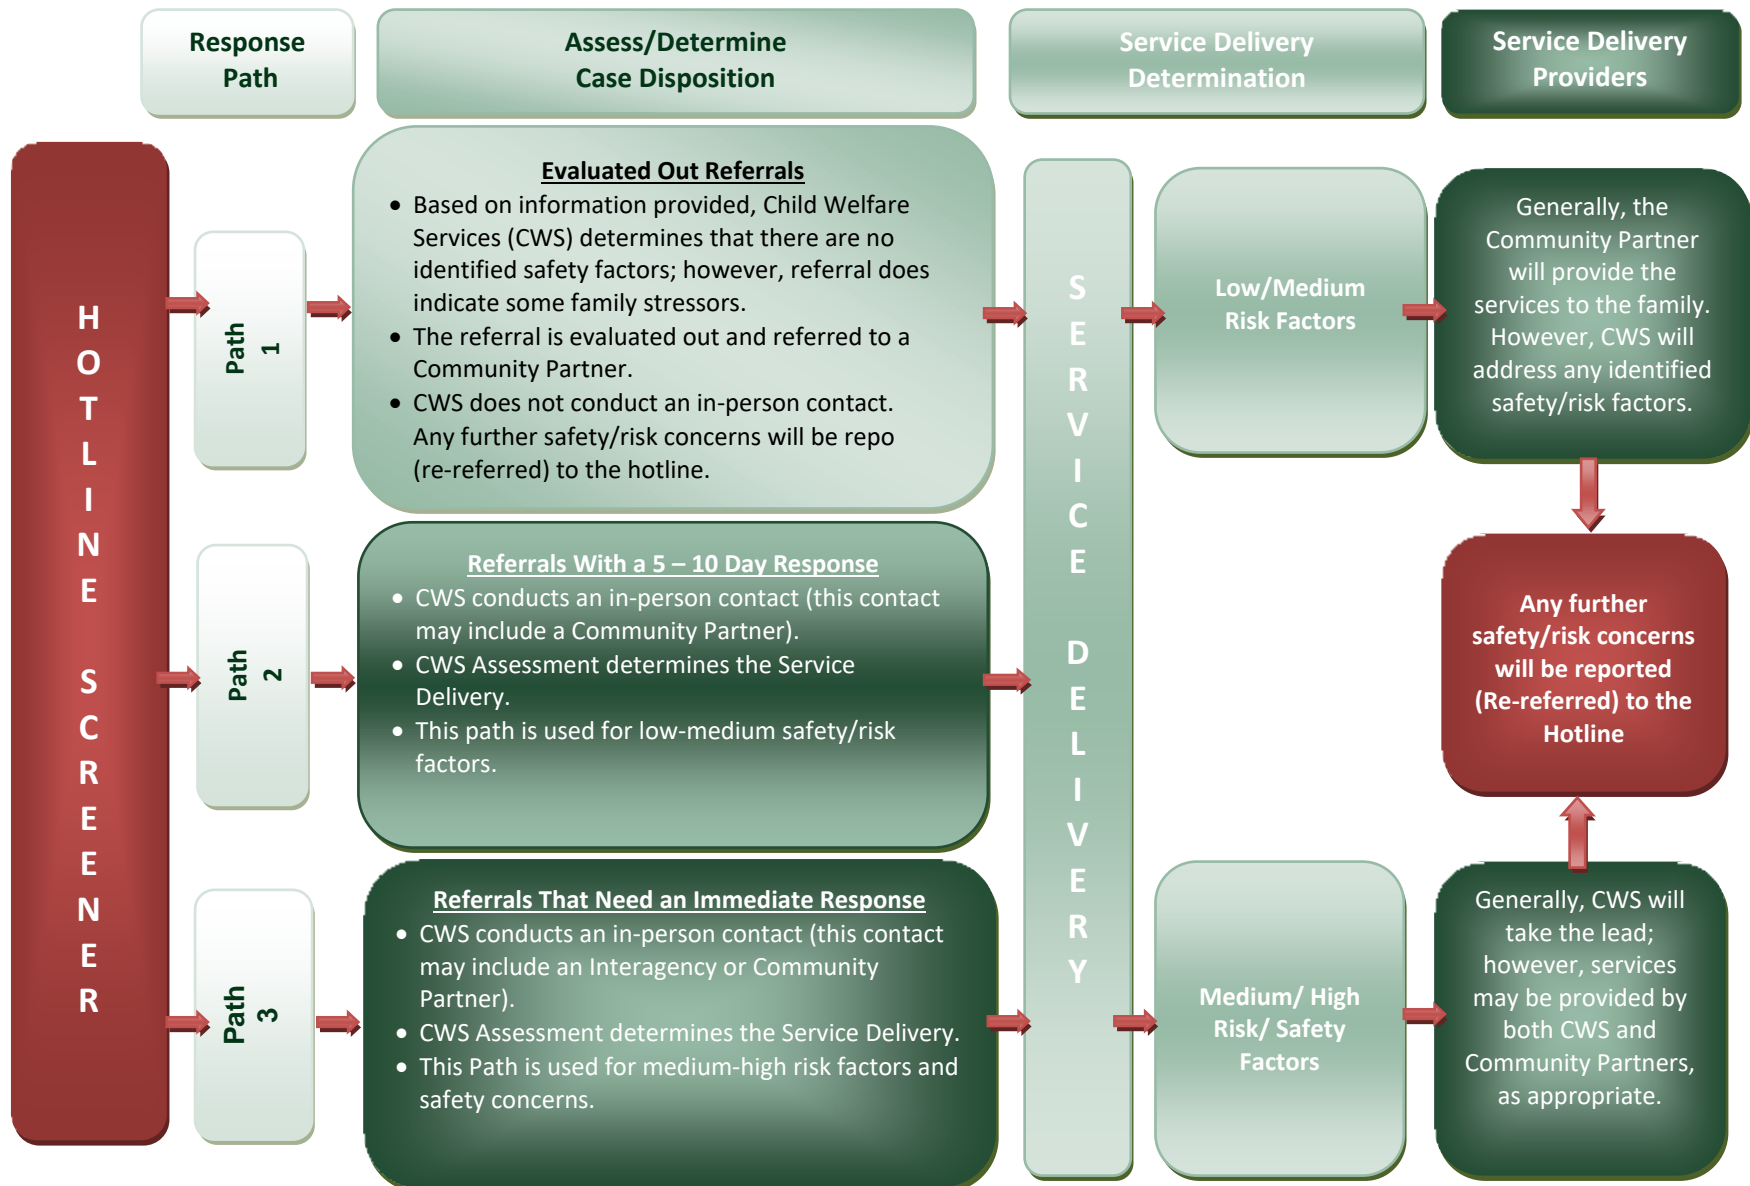 Response
Path
Assess/Determine
Case Disposition
Service Delivery
Determination
Service Delivery
Providers
HOTLINE SCREENER
Path
1
Evaluated Out Referrals
• Based on information provided, Child Welfare
Services (CWS) determines that there are no
identified safety factors; however, referral does
indicate some family stressors.
• The referral is evaluated out and referred to a
Community Partner.
• CWS does not conduct an in-person contact.
Any further safety/risk concerns will be repo
(re-referred) to the hotline.
Path
2
Referrals With a 5 – 10 Day Response
• CWS conducts an in-person contact (this contact
may include a Community Partner).
• CWS Assessment determines the Service
Delivery.
• This path is used for low-medium safety/risk
factors.
Path
3
Referrals That Need an Immediate Response
• CWS conducts an in-person contact (this contact
may include an Interagency or Community
Partner).
• CWS Assessment determines the Service Delivery.
• This Path is used for medium-high risk factors and
safety concerns.
SERVICE DELIVERY
Low/Medium
Risk Factors
Generally, the
Community Partner
will provide the
services to the family.
However, CWS will
address any identified
safety/risk factors.
Any further
safety/risk concerns
will be reported
(Re-referred) to the
Hotline
Medium/ High
Risk/ Safety
Factors
Generally, CWS will
take the lead;
however, services
may be provided by
both CWS and
Community Partners,
as appropriate.